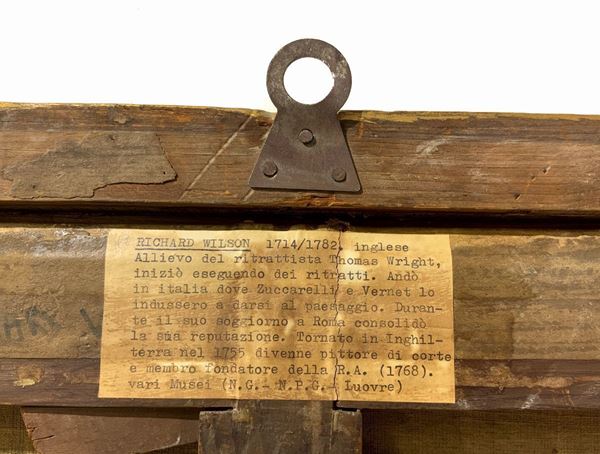 RICHARD WILSON 1714/1782. inglese
Allievo del ritrattista Thomas Wright,
iniziò eseguendo dei ritratti. Andò
in italia dove Zuccarelli e Vernet lo
indussero a darsi al paesaggio. Duran-
te il suo soggiorno a Roma consolidò
la sua reputazione. Tornato in Inghil-
terra nel 1755 divenne pittore di corte
e membro fondatore della R.A. (1768).
vari Musei (N.G.- N.P.G.- Luovre)